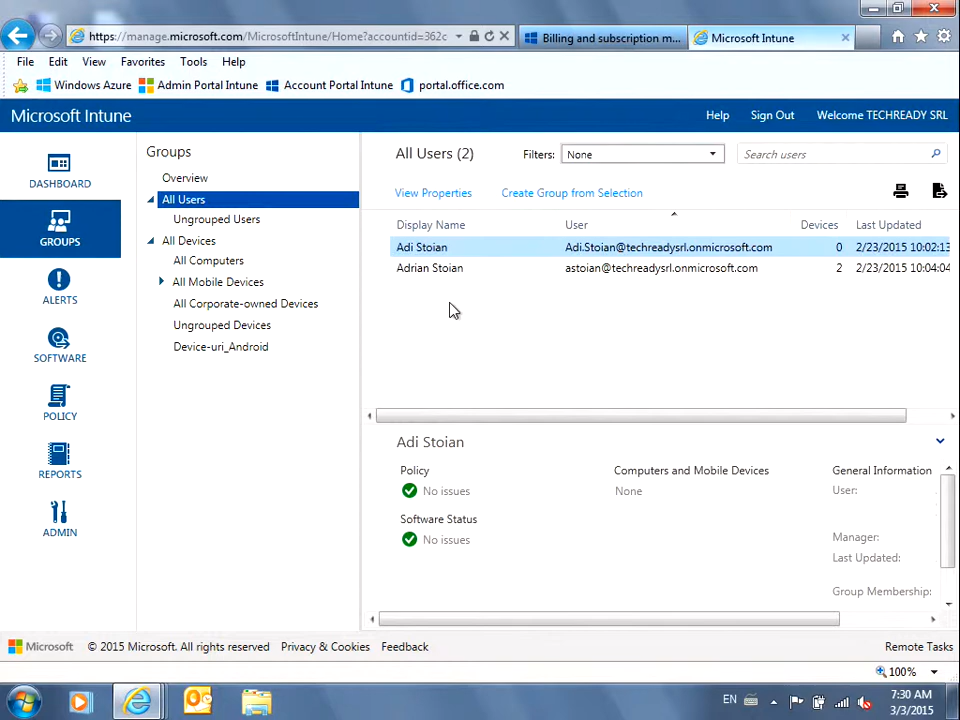 https://manage.microsoft.com/MicrosoftIntune/Home?accountid=362c
Billing and subscription m...
Microsoft Intune
File Edit View Favorites Tools Help
Windows Azure Admin Portal Intune Account Portal Intune portal.office.com
Microsoft Intune
Help Sign Out Welcome TECHREADY SRL
DASHBOARD
GROUPS
ALERTS
SOFTWARE
POLICY
REPORTS
ADMIN
Groups
Overview
All Users
Ungrouped Users
All Devices
All Computers
All Mobile Devices
All Corporate-owned Devices
Ungrouped Devices
Device-uri_Android
All Users (2) Filters: None Search users
View Properties Create Group from Selection
Display Name User Devices Last Updated
Adi Stoian Adi.Stoian@techreadysrl.onmicrosoft.com 0 2/23/2015 10:02:13
Adrian Stoian astoian@techreadysrl.onmicrosoft.com 2 2/23/2015 10:04:04
Adi Stoian
Policy
No issues
Software Status
No issues
Computers and Mobile Devices
None
General Information
User:
Manager:
Last Updated:
Group Membership:
Microsoft © 2015 Microsoft. All rights reserved Privacy & Cookies Feedback Remote Tasks
100%
EN
7:30 AM
3/3/2015